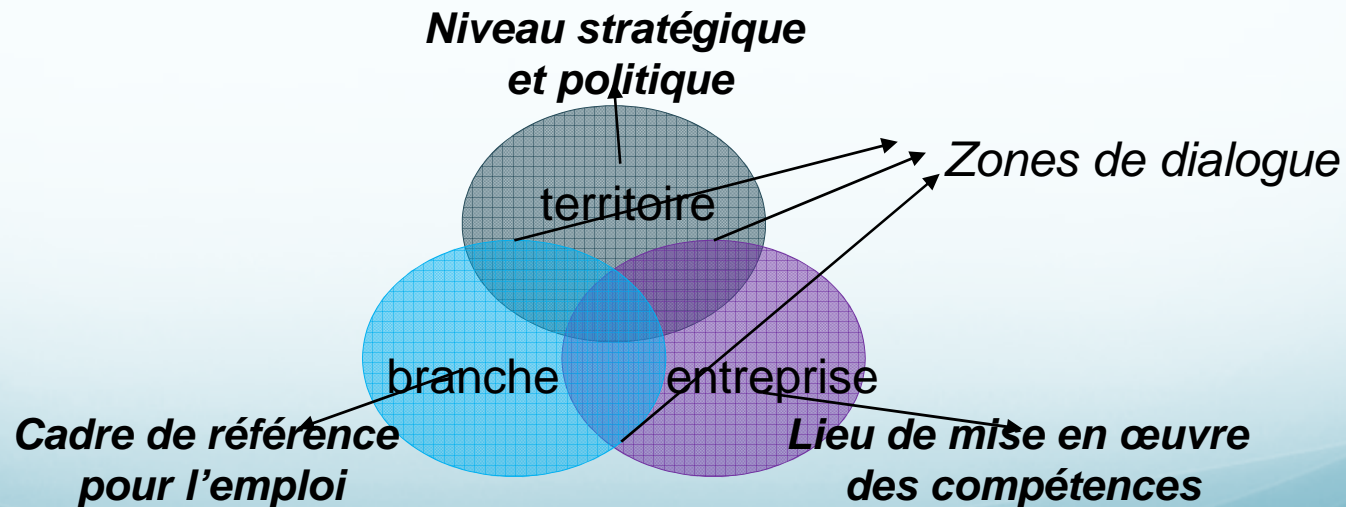 Niveau stratégique
et politique
Zones de dialogue
territoire
branche
entreprise
Cadre de référence
pour l’emploi
Lieu de mise en œuvre
des compétences